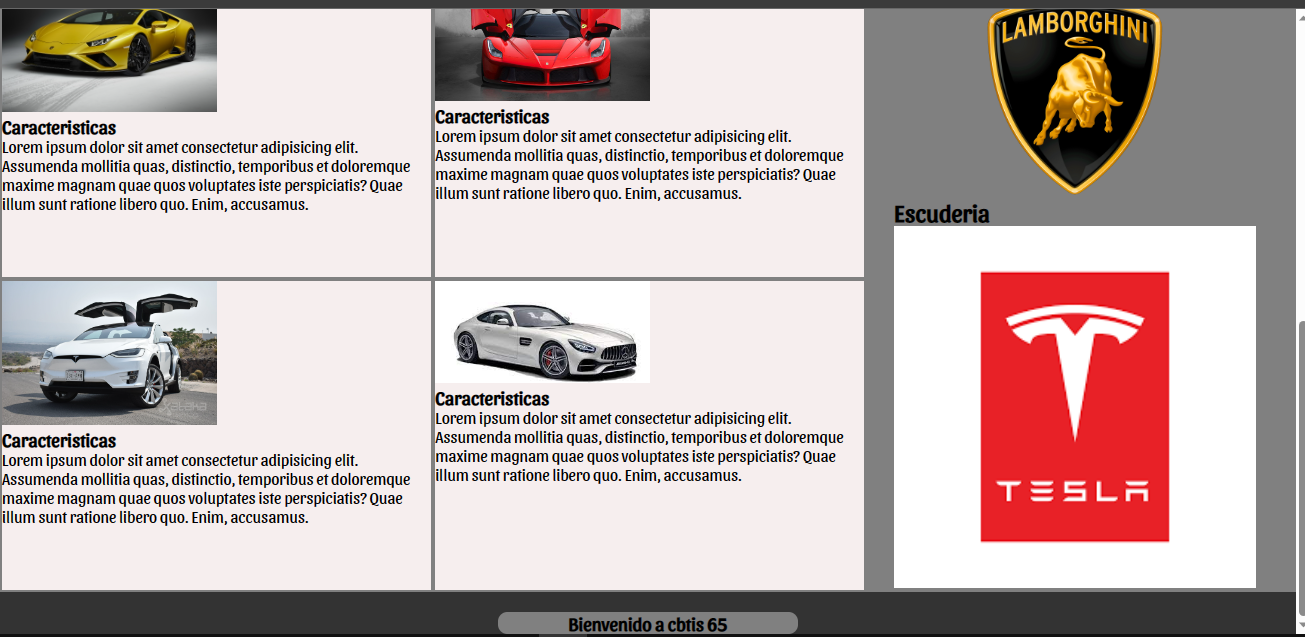 Caracteristicas
Lorem ipsum dolor sit amet consectetur adipisicing elit.
Assumenda mollitia quas, distinctio, temporibus et doloremque
maxime magnam quae quos voluptates iste perspiciatis? Quae
illum sunt ratione libero quo. Enim, accusamus.
Caracteristicas
Lorem ipsum dolor sit amet consectetur adipisicing elit.
Assumenda mollitia quas, distinctio, temporibus et doloremque
maxime magnam quae quos voluptates iste perspiciatis? Quae
illum sunt ratione libero quo. Enim, accusamus.
Caracteristicas
Lorem ipsum dolor sit amet consectetur adipisicing elit.
Assumenda mollitia quas, distinctio, temporibus et doloremque
maxime magnam quae quos voluptates iste perspiciatis? Quae
illum sunt ratione libero quo. Enim, accusamus.
Caracteristicas
Lorem ipsum dolor sit amet consectetur adipisicing elit.
Assumenda mollitia quas, distinctio, temporibus et doloremque
maxime magnam quae quos voluptates iste perspiciatis? Quae
illum sunt ratione libero quo. Enim, accusamus.
LAMBORGHINI
Escuderia
TESLA
Bienvenido a cbtis 65